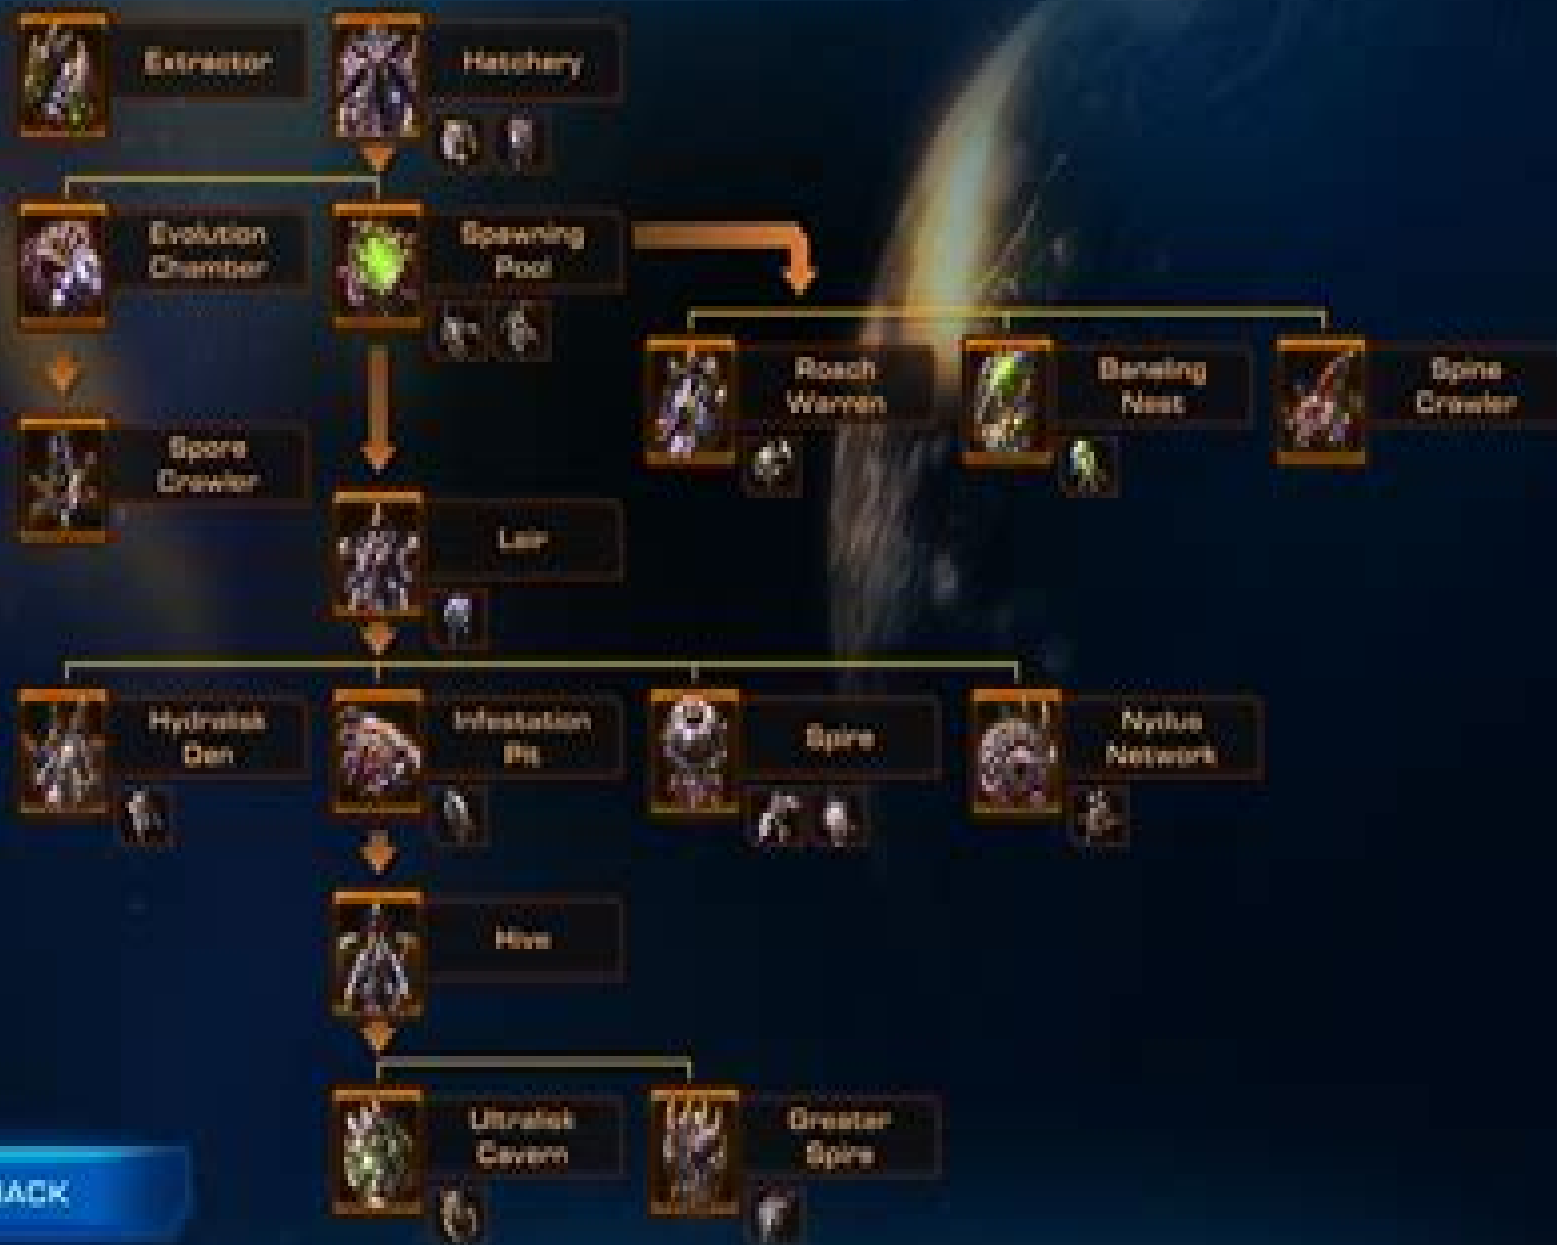 Extractor
Hatchery
Evolution
Chamber
Spawning
Pool
Roach
Warren
Baneling
Nest
Spine
Crawler
Spore
Crawler
Lair
Hydralisk
Den
Infestation
Pit
Spire
Nydus
Network
Hive
Ultralisk
Cavern
Greater
Spire
BACK